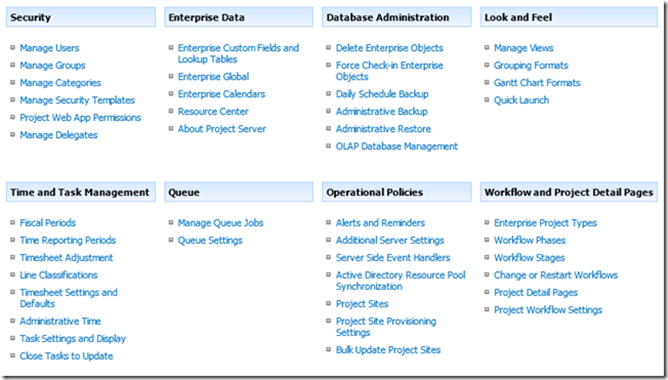 Security
Manage Users
Manage Groups
Manage Categories
Manage Security Templates
Project Web App Permissions
Manage Delegates
Enterprise Data
Enterprise Custom Fields and
Lookup Tables
Enterprise Global
Enterprise Calendars
Resource Center
About Project Server
Database Administration
Delete Enterprise Objects
Force Check-in Enterprise
Objects
Daily Schedule Backup
Administrative Backup
Administrative Restore
OLAP Database Management
Look and Feel
Manage Views
Grouping Formats
Gantt Chart Formats
Quick Launch
Time and Task Management
Fiscal Periods
Time Reporting Periods
Timesheet Adjustment
Line Classifications
Timesheet Settings and
Defaults
Administrative Time
Task Settings and Display
Close Tasks to Update
Queue
Manage Queue Jobs
Queue Settings
Operational Policies
Alerts and Reminders
Additional Server Settings
Server Side Event Handlers
Active Directory Resource Pool
Synchronization
Project Sites
Project Site Provisioning
Settings
Bulk Update Project Sites
Workflow and Project Detail Pages
Enterprise Project Types
Workflow Phases
Workflow Stages
Change or Restart Workflows
Project Detail Pages
Project Workflow Settings